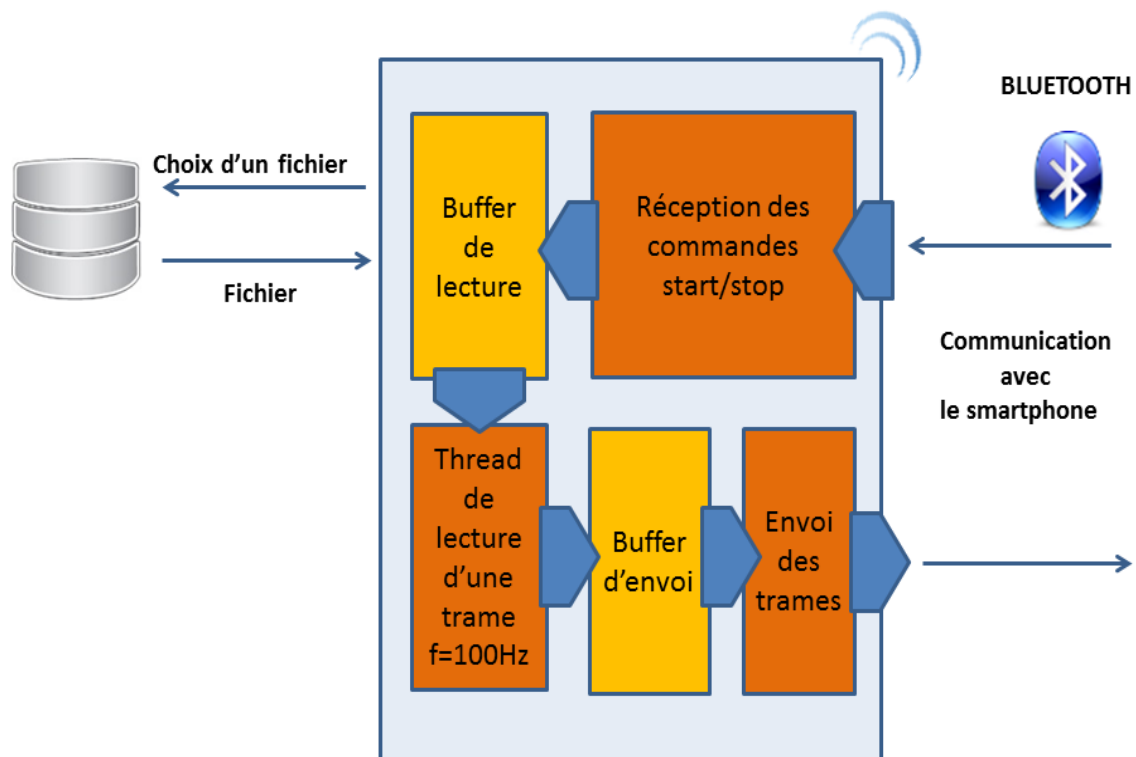 BLUETOOTH
Choix d'un fichier
Fichier
Buffer
de
lecture
Réception des
commandes
start/stop
Communication
avec
le smartphone
Thread
de
lecture
d'une
trame
f=100Hz
Buffer
d'envoi
Envoi
des
trames